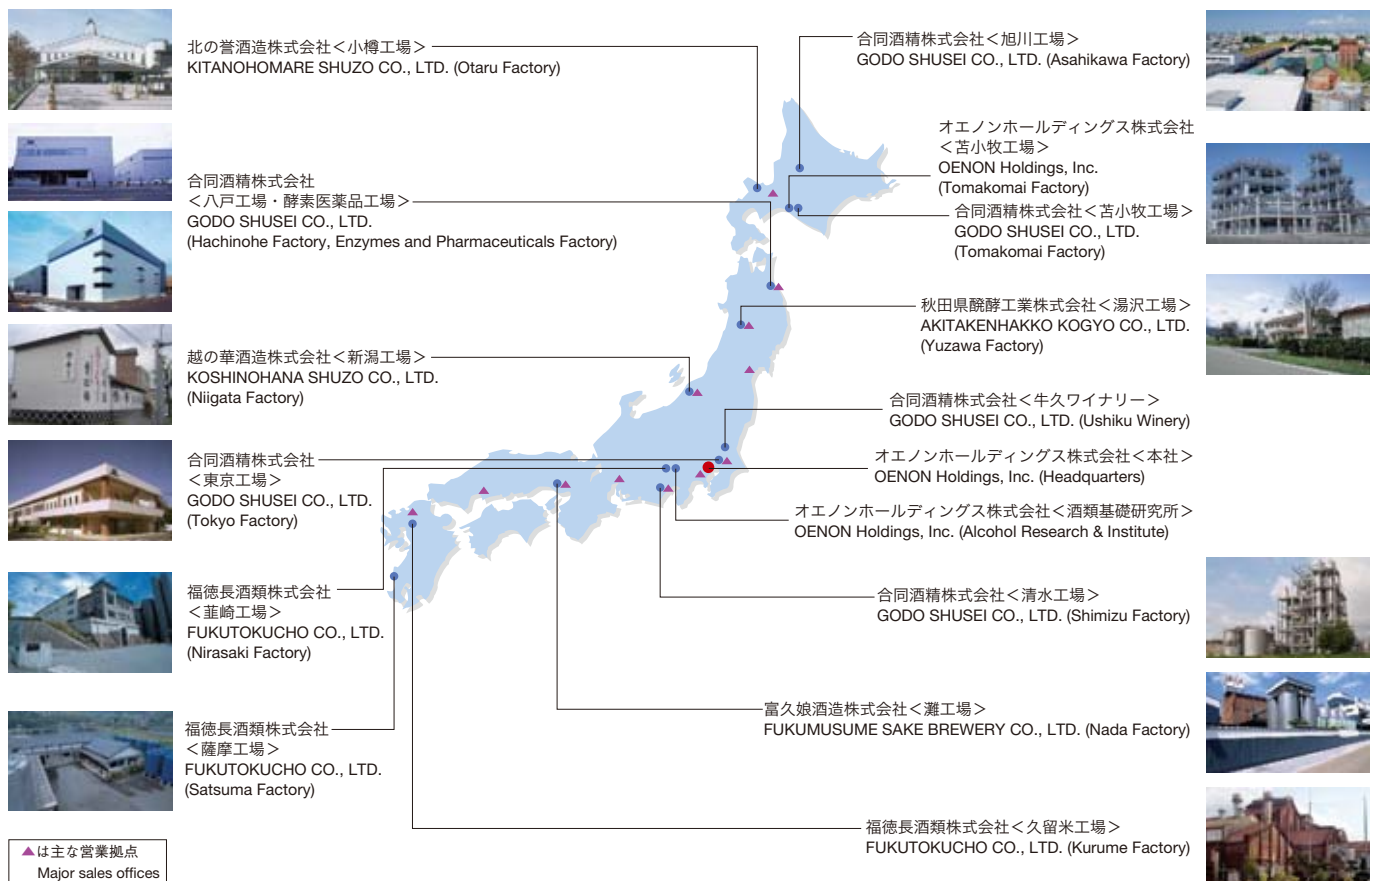 北の誉酒造株式会社＜小樽工場＞
KITANOHOMARE SHUZO CO., LTD. (Otaru Factory)
合同酒精株式会社
＜八戸工場・酵素医薬品工場＞
GODO SHUSEI CO., LTD.
(Hachinohe Factory, Enzymes and Pharmaceuticals Factory)
越の華酒造株式会社＜新潟工場＞
KOSHINOHANA SHUZO CO., LTD.
(Niigata Factory)
合同酒精株式会社
＜東京工場＞
GODO SHUSEI CO., LTD.
(Tokyo Factory)
福徳長酒類株式会社
＜韮崎工場＞
FUKUTOKUCHO CO., LTD.
(Nirasaki Factory)
福徳長酒類株式会社
＜薩摩工場＞
FUKUTOKUCHO CO., LTD.
(Satsuma Factory)
▲は主な営業拠点
Major sales offices
合同酒精株式会社＜旭川工場＞
GODO SHUSEI CO., LTD. (Asahikawa Factory)
オエノンホールディングス株式会社
＜苫小牧工場＞
OENON Holdings, Inc.
(Tomakomai Factory)
合同酒精株式会社＜苫小牧工場＞
GODO SHUSEI CO., LTD.
(Tomakomai Factory)
秋田県醗酵工業株式会社＜湯沢工場＞
AKITAKENHAKKO KOGYO CO., LTD.
(Yuzawa Factory)
合同酒精株式会社＜牛久ワイナリー＞
GODO SHUSEI CO., LTD. (Ushiku Winery)
オエノンホールディングス株式会社＜本社＞
OENON Holdings, Inc. (Headquarters)
オエノンホールディングス株式会社＜酒類基礎研究所＞
OENON Holdings, Inc. (Alcohol Research & Institute)
合同酒精株式会社＜清水工場＞
GODO SHUSEI CO., LTD. (Shimizu Factory)
富久娘酒造株式会社＜灘工場＞
FUKUMUSUME SAKE BREWERY CO., LTD. (Nada Factory)
福徳長酒類株式会社＜久留米工場＞
FUKUTOKUCHO CO., LTD. (Kurume Factory)